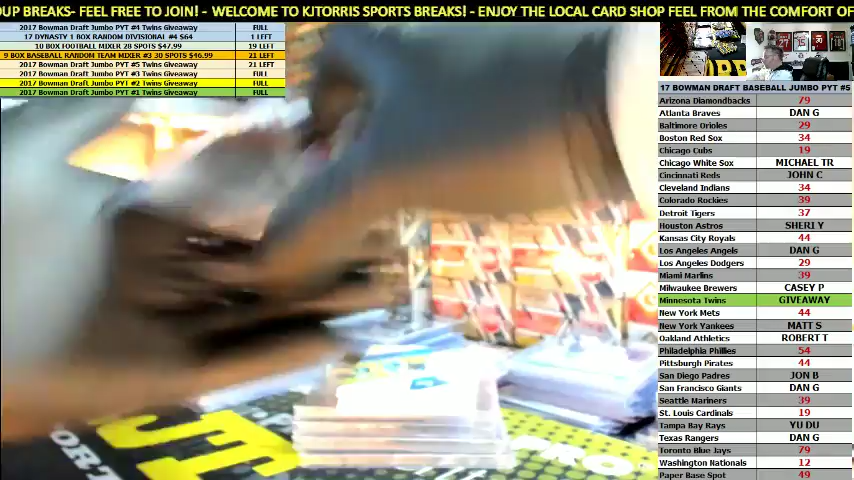 OUP BREAKS- FEEL FREE TO JOIN! - WELCOME TO KJTORRIS SPORTS BREAKS! - ENJOY THE LOCAL CARD SHOP FEEL FROM THE COMFORT OF
2017 Bowman Draft Jumbo PYT #4 Twins Giveaway FULL
17 DYNASTY 1 BOX RANDOM DIVISIONAL #4 $64 1 LEFT
10 BOX FOOTBALL MIXER 28 SPOTS $47.99 19 LEFT
9 BOX BASEBALL RANDOM TEAM MIXER #3 30 SPOTS $46.99 21 LEFT
2017 Bowman Draft Jumbo PYT #5 Twins Giveaway 21 LEFT
2017 Bowman Draft Jumbo PYT #3 Twins Giveaway FULL
2017 Bowman Draft Jumbo PYT #2 Twins Giveaway FULL
2017 Bowman Draft Jumbo PYT #1 Twins Giveaway FULL
17 BOWMAN DRAFT BASEBALL JUMBO PYT #5
Arizona Diamondbacks 79
Atlanta Braves DAN G
Baltimore Orioles 29
Boston Red Sox 34
Chicago Cubs 19
Chicago White Sox MICHAEL TR
Cincinnati Reds JOHN C
Cleveland Indians 34
Colorado Rockies 39
Detroit Tigers 37
Houston Astros SHERI Y
Kansas City Royals 44
Los Angeles Angels DAN G
Los Angeles Dodgers 29
Miami Marlins 39
Milwaukee Brewers CASEY P
Minnesota Twins GIVEAWAY
New York Mets 44
New York Yankees MATT S
Oakland Athletics ROBERT T
Philadelphia Phillies 54
Pittsburgh Pirates 44
San Diego Padres JON B
San Francisco Giants DAN G
Seattle Mariners 39
St. Louis Cardinals 19
Tampa Bay Rays YU DU
Texas Rangers DAN G
Toronto Blue Jays 79
Washington Nationals 12
Paper Base Spot 49